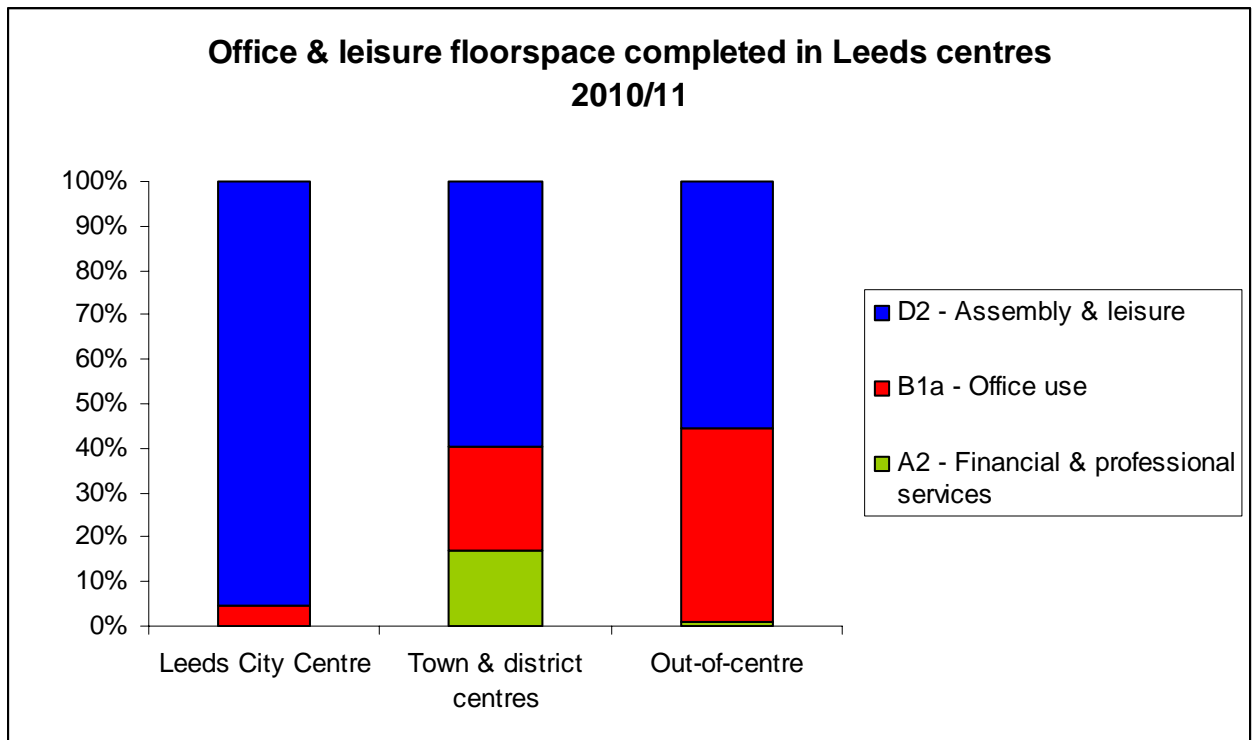 Office & leisure floorspace completed in Leeds centres
2010/11
100%
90%
80%
70%
60%
50%
40%
30%
20%
10%
0%
Leeds City Centre
Town & district
centres
Out-of-centre
D2 - Assembly & leisure
B1a - Office use
A2 - Financial & professional
services